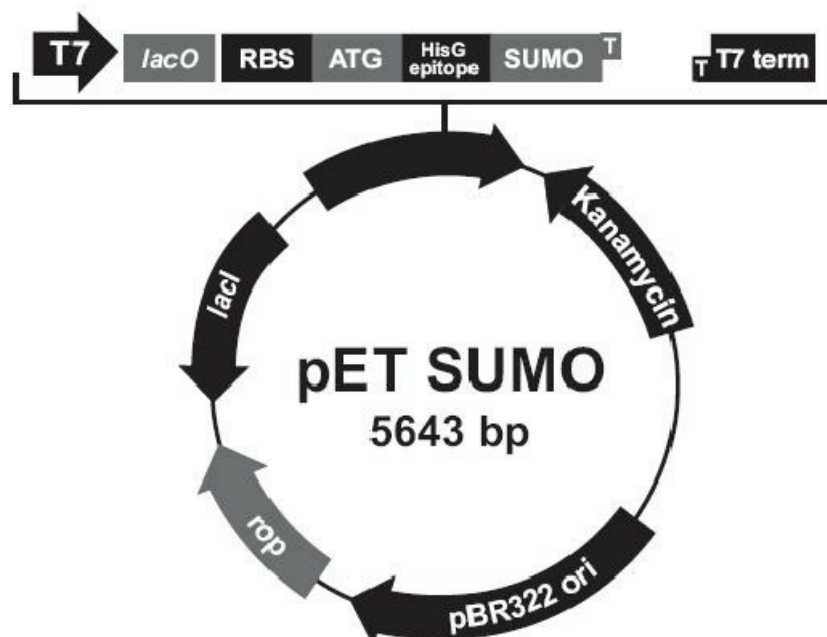 T7 lacO RBS ATG HisG epitope SUMO T T T7 term
Kanamycin
lacI
pET SUMO
5643 bp
rop
pBR322 ori